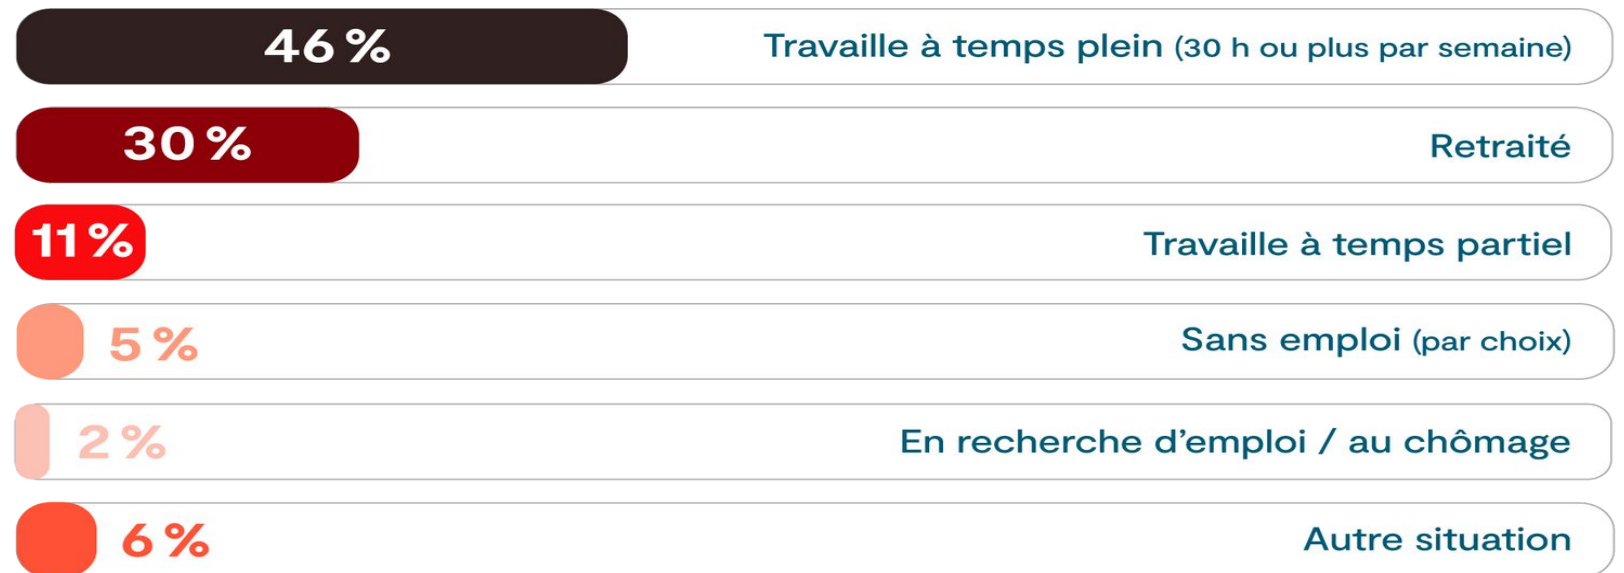 46 % Travaille à temps plein (30 h ou plus par semaine)
30 % Retraité
11 % Travaille à temps partiel
5 % Sans emploi (par choix)
2 % En recherche d’emploi / au chômage
6 % Autre situation